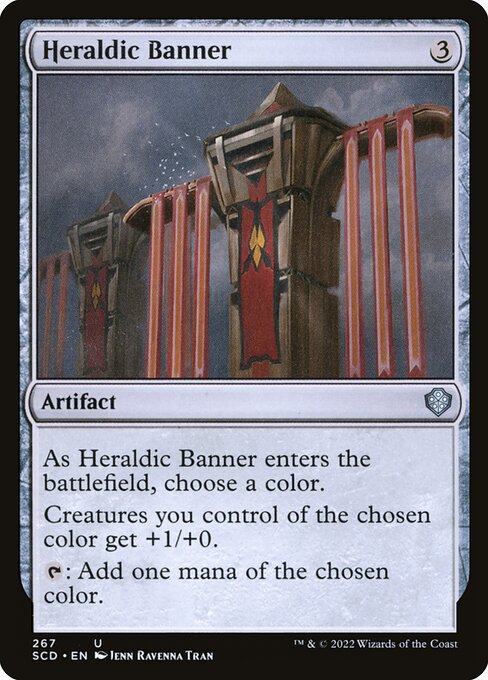 Heraldic Banner 3
Artifact
As Heraldic Banner enters the
battlefield, choose a color.
Creatures you control of the chosen
color get +1/+0.
: Add one mana of the chosen
color.
267 U
SCD • EN Jenn Ravenna Tran
™ & © 2022 Wizards of the Coast